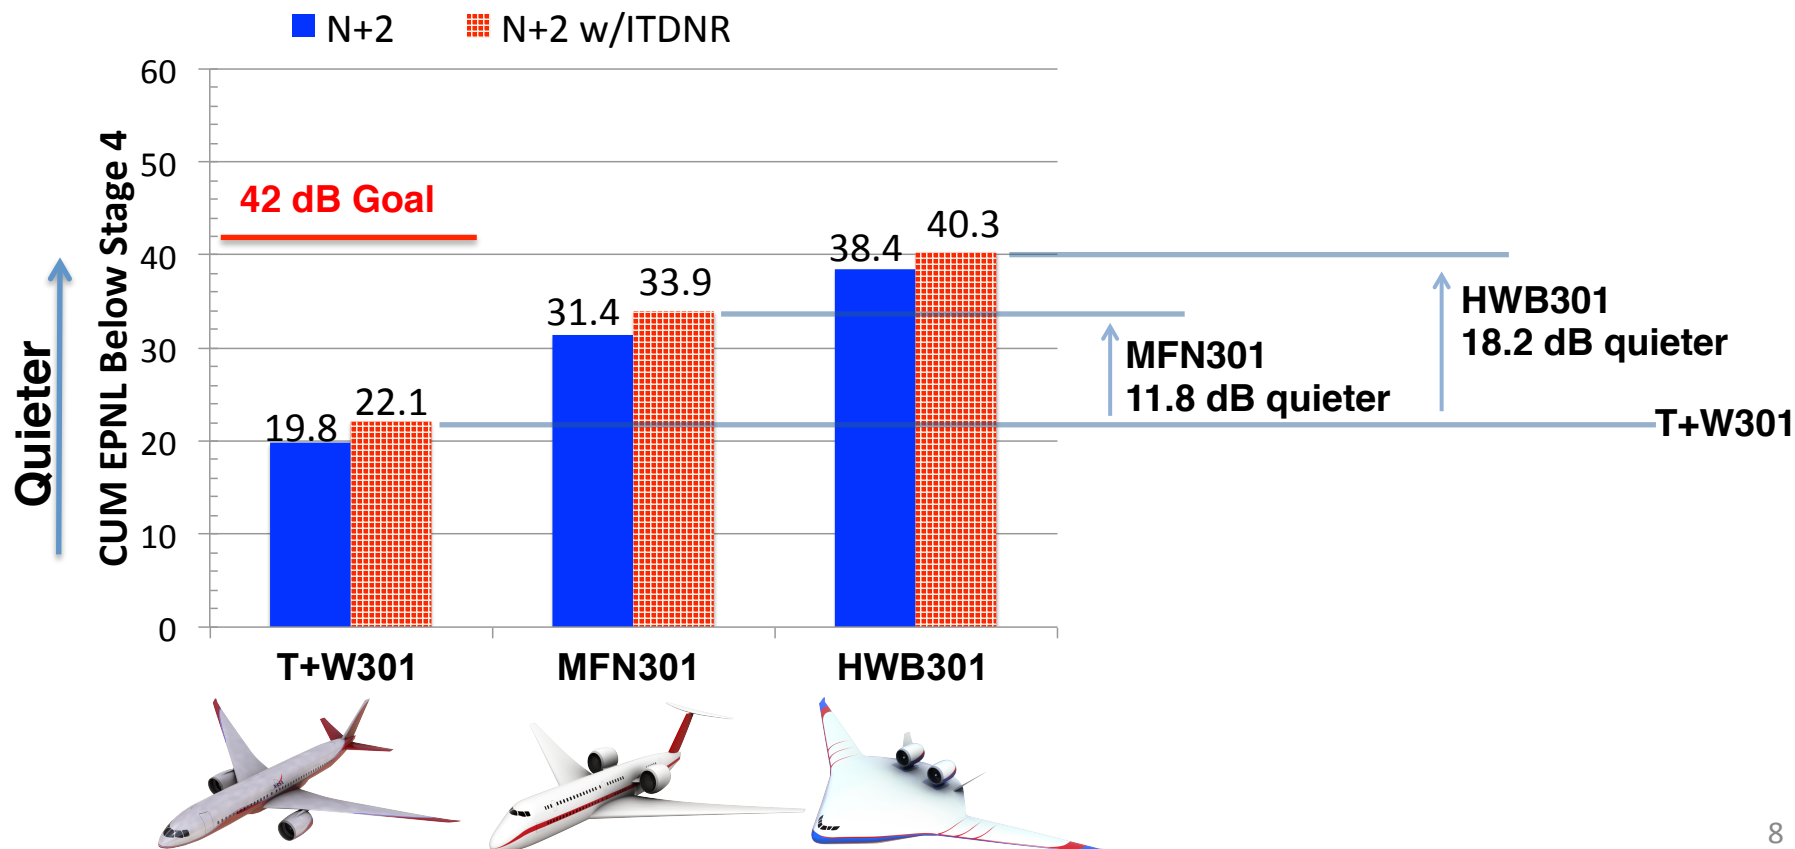 N+2
N+2 w/ITDNR
Quieter
CUM EPNL Below Stage 4
60
50
40
30
20
10
0
42 dB Goal
19.8
22.1
31.4
33.9
38.4
40.3
T+W301
MFN301
HWB301
MFN301
11.8 dB quieter
HWB301
18.2 dB quieter
T+W301
8